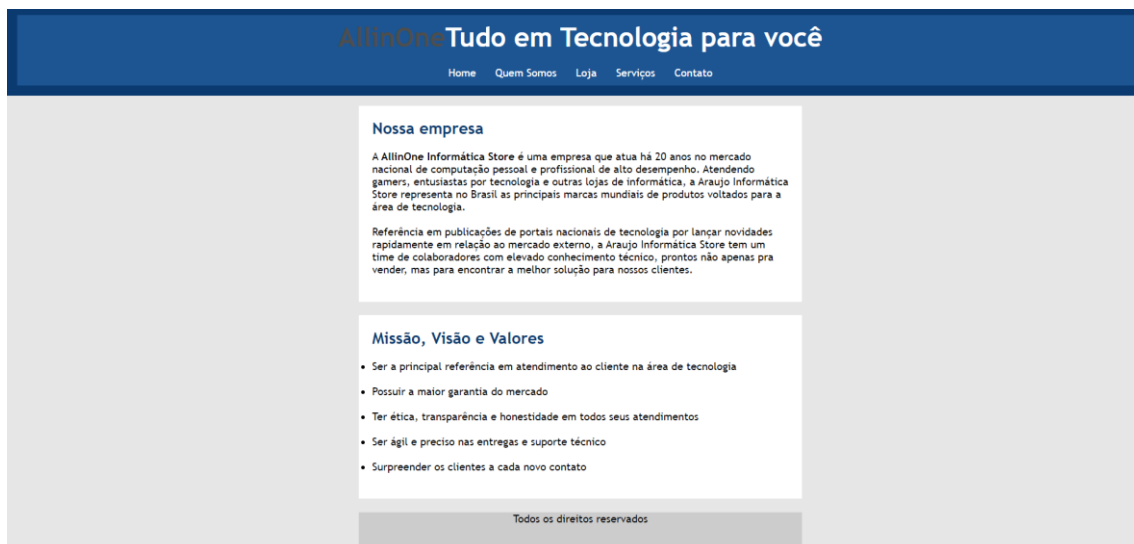 AllinOneTudo em Tecnologia para você
Home Quem Somos Loja Serviços Contato
Nossa empresa
A AllinOne Informática Store é uma empresa que atua há 20 anos no mercado
nacional de computação pessoal e profissional de alto desempenho. Atendendo
gamers, entusiastas por tecnologia e outras lojas de informática, a Araujo Informática
Store representa no Brasil as principais marcas mundiais de produtos voltados para a
área de tecnologia.
Referência em publicações de portais nacionais de tecnologia por lançar novidades
rapidamente em relação ao mercado externo, a Araujo Informática Store tem um
time de colaboradores com elevado conhecimento técnico, prontos não apenas pra
vender, mas para encontrar a melhor solução para nossos clientes.
Missão, Visão e Valores
• Ser a principal referência em atendimento ao cliente na área de tecnologia
• Possuir a maior garantia do mercado
• Ter ética, transparência e honestidade em todos seus atendimentos
• Ser ágil e preciso nas entregas e suporte técnico
• Surpreender os clientes a cada novo contato
Todos os direitos reservados